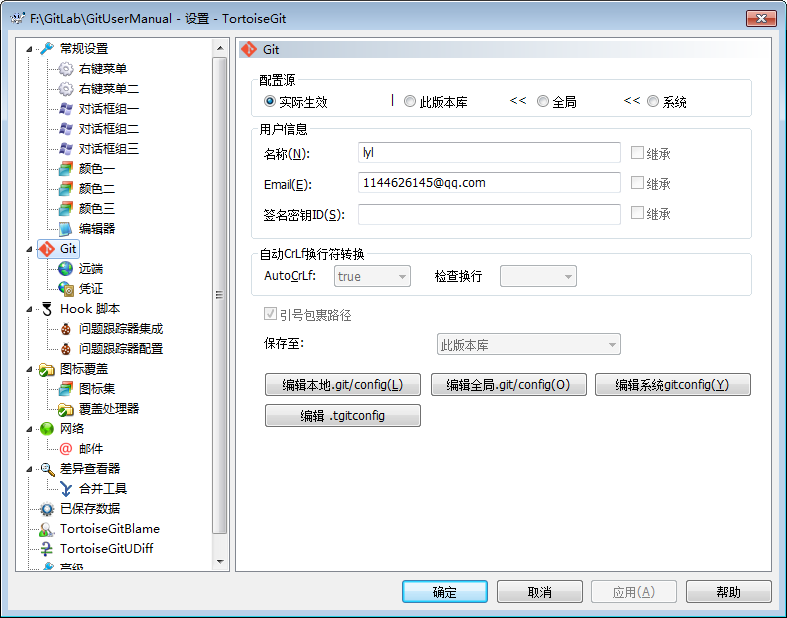 F:\GitLab\GitUserManual - 设置 - TortoiseGit
常规设置
右键菜单
右键菜单二
对话框组一
对话框组二
对话框组三
颜色一
颜色二
颜色三
编辑器
Git
远端
凭证
Hook 脚本
问题跟踪器集成
问题跟踪器配置
图标覆盖
图标集
覆盖处理器
网络
邮件
差异查看器
合并工具
已保存数据
TortoiseGitBlame
TortoiseGitUDiff
高级
Git
配置源
实际生效 | 此版本库 << 全局 << 系统
用户信息
名称(N): lyl 继承
Email(E): 1144626145@qq.com 继承
签名密钥ID(S): 继承
自动CrLf换行符转换
AutoCrLf: true 检查换行
引号包裹路径
保存至: 此版本库
编辑本地.git/config(L) 编辑全局.git/config(O) 编辑系统gitconfig(Y)
编辑 .tgitconfig
确定 取消 应用(A) 帮助